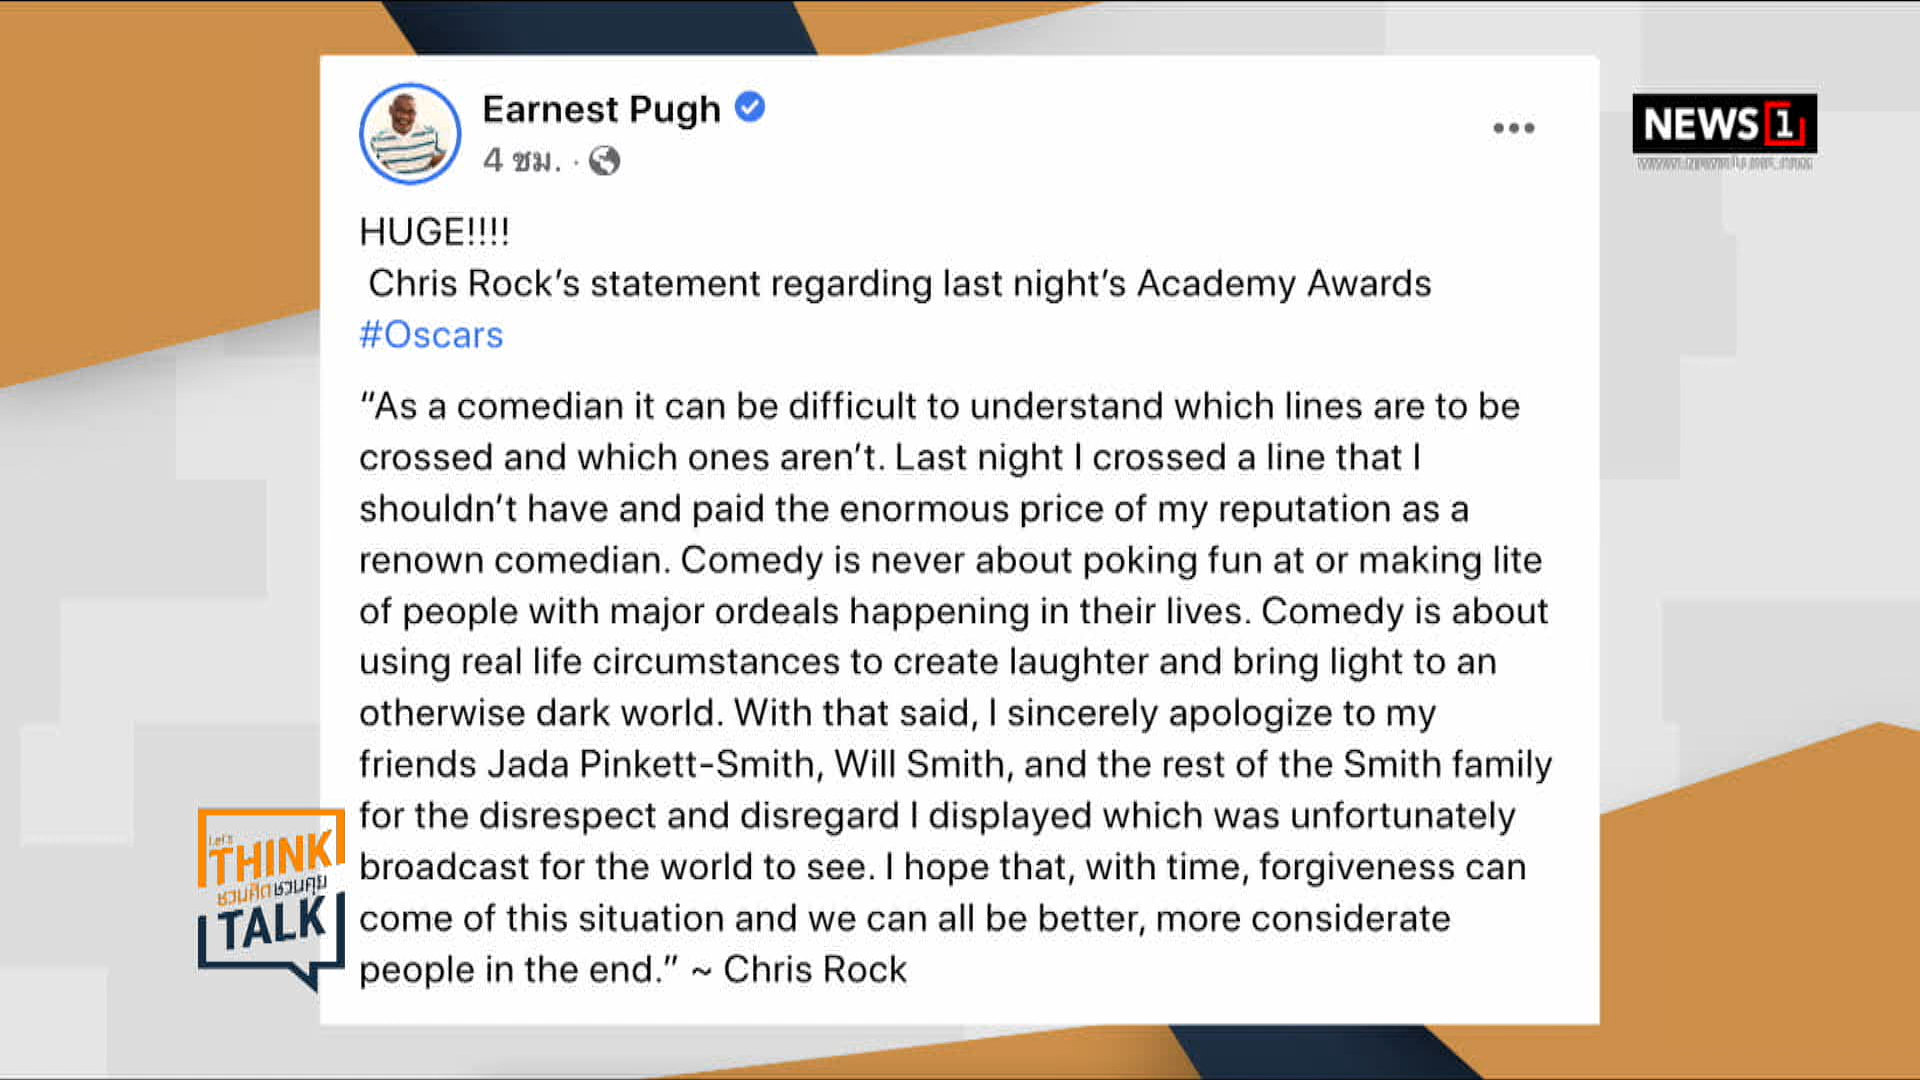 Earnest Pugh
4 ชม. ·
HUGE!!!!
Chris Rock’s statement regarding last night’s Academy Awards
#Oscars
“As a comedian it can be difficult to understand which lines are to be
crossed and which ones aren’t. Last night I crossed a line that I
shouldn’t have and paid the enormous price of my reputation as a
renown comedian. Comedy is never about poking fun at or making lite
of people with major ordeals happening in their lives. Comedy is about
using real life circumstances to create laughter and bring light to an
otherwise dark world. With that said, I sincerely apologize to my
friends Jada Pinkett-Smith, Will Smith, and the rest of the Smith family
for the disrespect and disregard I displayed which was unfortunately
broadcast for the world to see. I hope that, with time, forgiveness can
come of this situation and we can all be better, more considerate
people in the end.” ~ Chris Rock
NEWS 1
Let's
THINK
ชวนคิดชวนคุย
TALK